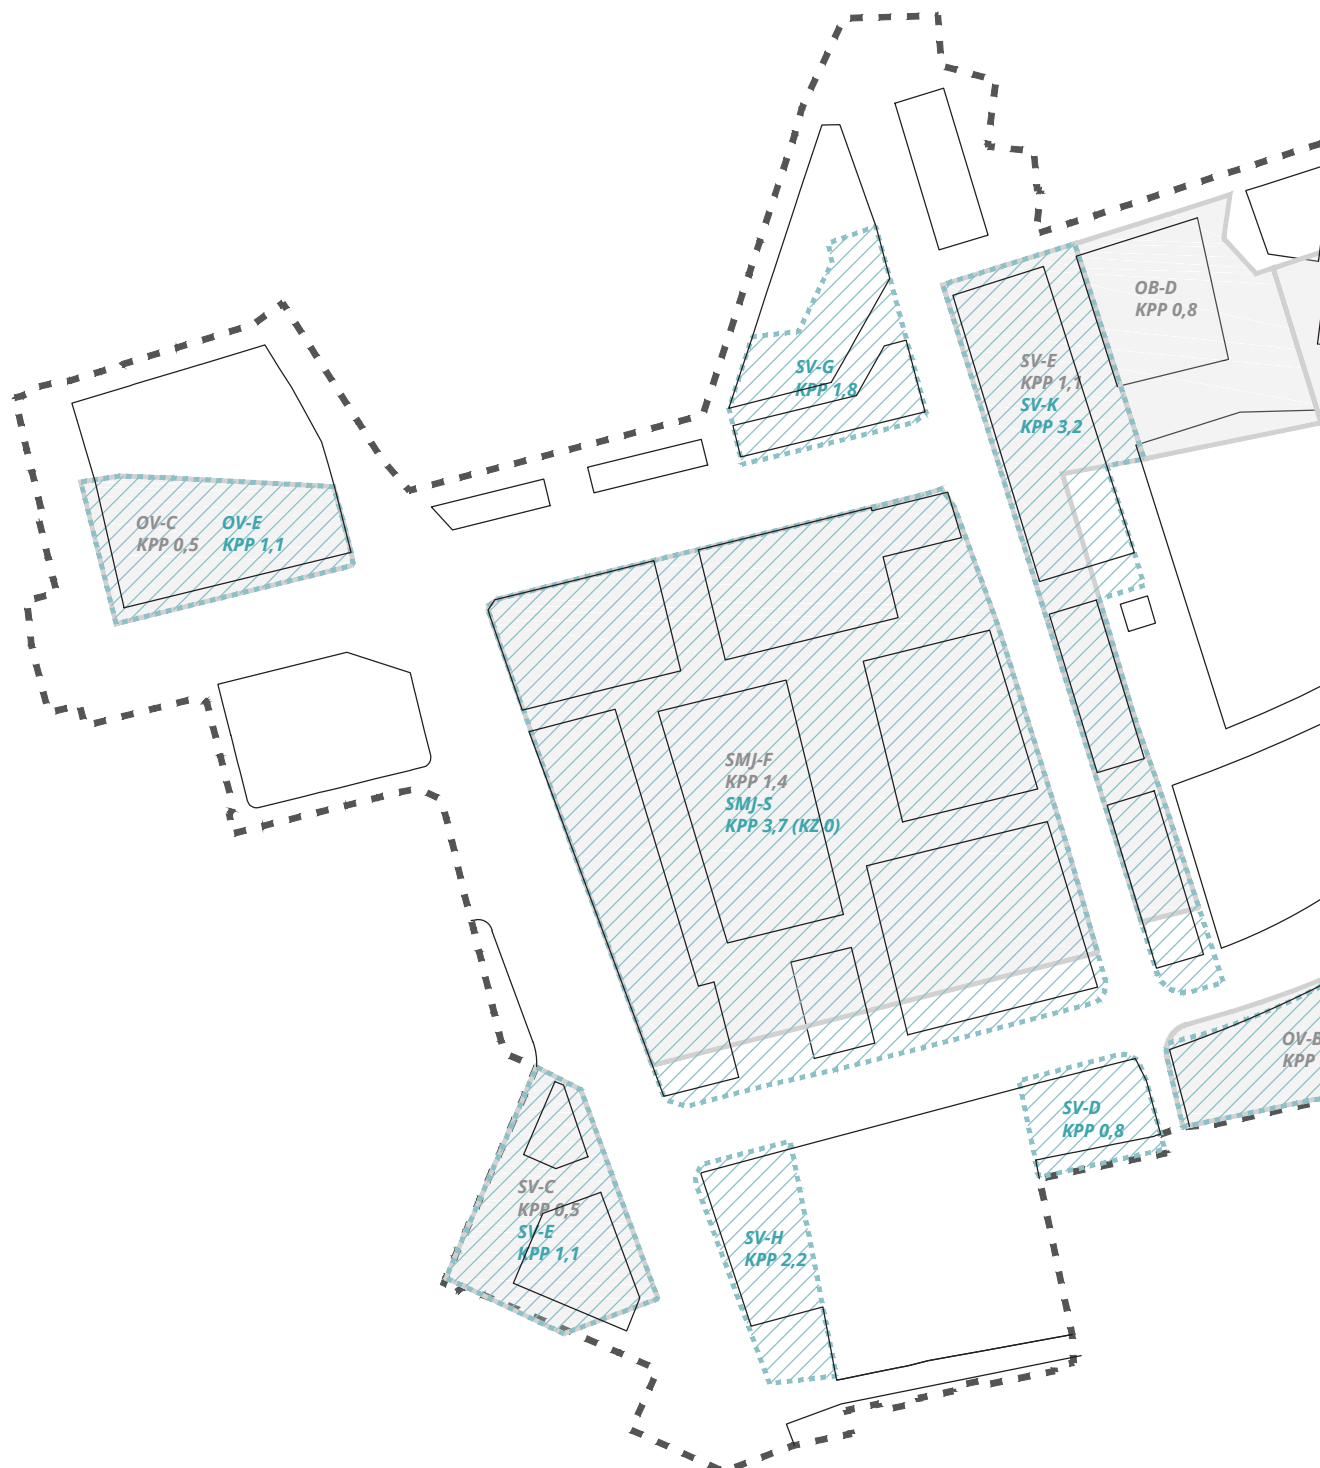 OB-D
KPP 0,8
SV-G
KPP 1,8
SV-E
KPP 1,1
SV-K
KPP 3,2
OV-C
KPP 0,5
OV-E
KPP 1,1
SMJ-F
KPP 1,4
SMJ-S
KPP 3,7 (KZ 0)
OV-B
KPP
SV-D
KPP 0,8
SV-C
KPP 0,5
SV-E
KPP 1,1
SV-H
KPP 2,2